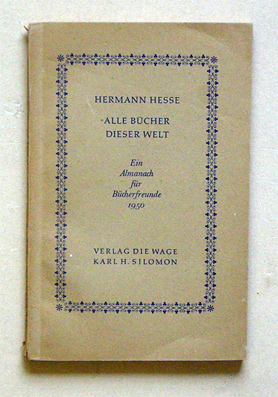 HERMANN HESSE
ALLE BÜCHER
DIESER WELT
Ein
Almanach
für
Bücherfreunde
1950
VERLAG DIE WAGE
KARL H. SILOMON